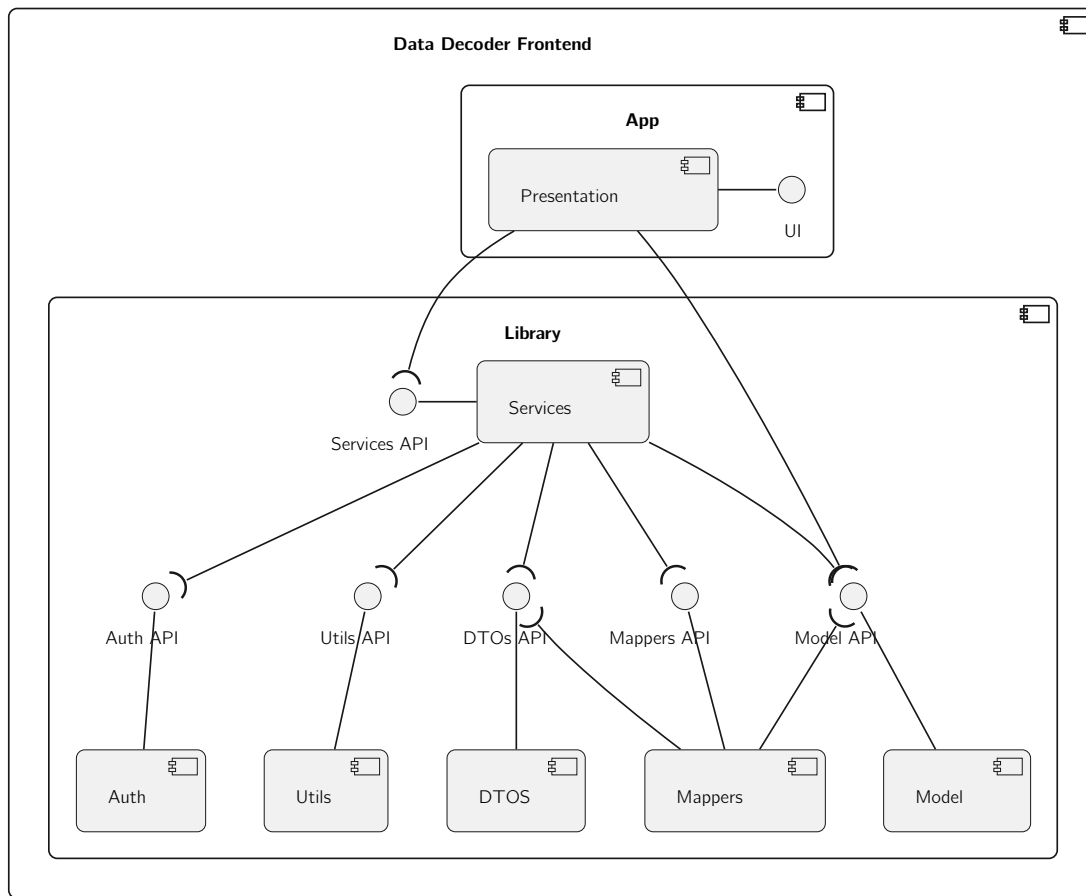 Data Decoder Frontend
App
Presentation
UI
Library
Services
Services API
Auth API
Utils API
DTOs API
Mappers API
Model API
Auth
Utils
DTOS
Mappers
Model